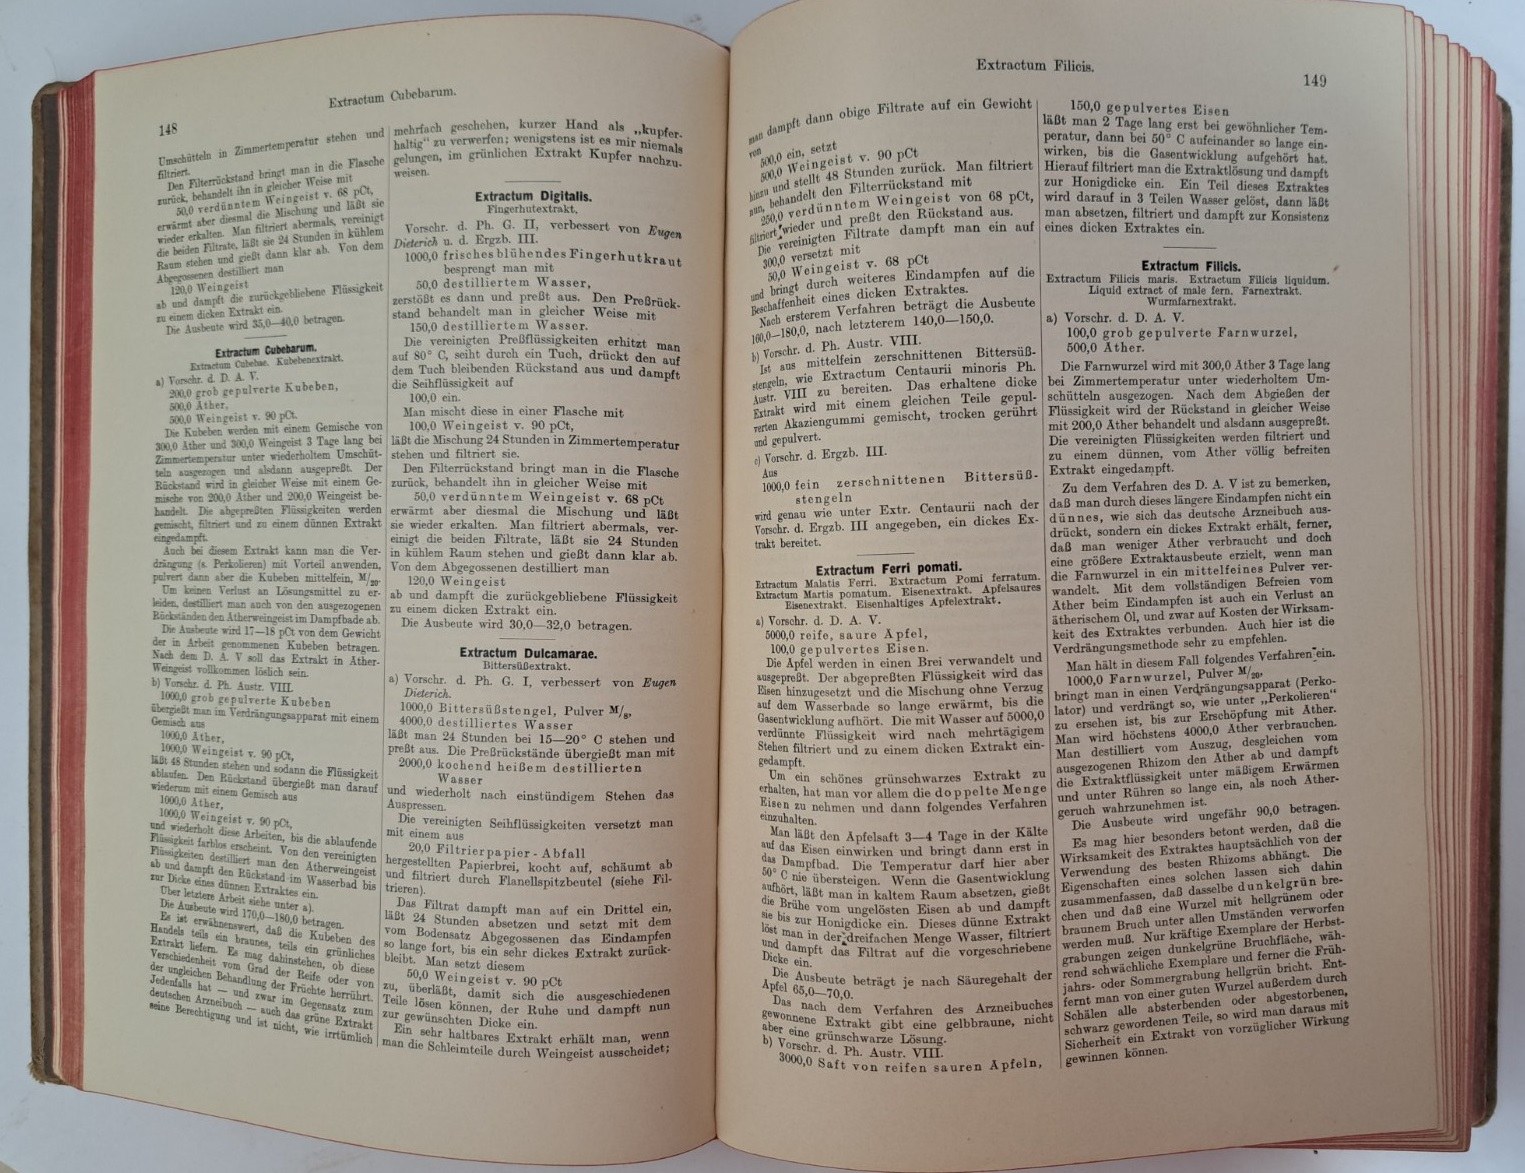 148
Extractum Cubebarum.
Umschütteln in Zimmertemperatur stehen und
filtriert.
Den Filterrückstand bringt man in die Flasche
zurück, behandelt ihn in gleicher Weise mit
50,0 verdünntem Weingeist v. 68 pCt,
erwärmt aber diesmal die Mischung und läßt sie
wieder erkalten. Man filtriert abermals, vereinigt
die beiden Filtrate, läßt sie 24 Stunden in kühlem
Raum stehen und gießt dann klar ab. Von dem
Abgegossenen destilliert man
120,0 Weingeist
ab und dampft die zurückgebliebene Flüssigkeit
zu einem dicken Extrakt ein.
Die Ausbeute wird 35,0—40,0 betragen.
Extractum Cubebarum.
Extractum Cubebae. Kubebenextrakt.
a) Vorschr. d. D. A. V.
200,0 grob gepulverte Kubeben,
500,0 Äther,
500,0 Weingeist v. 90 pCt.
Die Kubeben werden mit einem Gemische von
300,0 Äther und 300,0 Weingeist 3 Tage lang bei
Zimmertemperatur unter wiederholtem Umschüt-
teln ausgezogen und alsdann ausgepreßt. Der
Rückstand wird in gleicher Weise mit einem Ge-
mische von 200,0 Äther und 200,0 Weingeist be-
handelt. Die abgepreßten Flüssigkeiten werden
gemischt, filtriert und zu einem dünnen Extrakt
eingedampft.
Auch bei diesem Extrakt kann man die Ver-
drängung (s. Perkolieren) mit Vorteil anwenden,
pulvert dann aber die Kubeben mittelfein, M/20.
Um keinen Verlust an Lösungsmittel zu er-
leiden, destilliert man auch von den ausgezogenen
Rückständen den Ätherweingeist im Dampfbade ab.
Die Ausbeute wird 17—18 pCt von dem Gewicht
der in Arbeit genommenen Kubeben betragen.
Nach dem D. A. V soll das Extrakt in Äther-
Weingeist vollkommen löslich sein.
b) Vorschr. d. Ph. Austr. VIII.
1000,0 grob gepulverte Kubeben
übergießt man im Verdrängungsapparat mit einem
Gemisch aus
1000,0 Äther,
1000,0 Weingeist v. 90 pCt,
läßt 48 Stunden stehen und sodann die Flüssigkeit
ablaufen. Den Rückstand übergießt man darauf
wiederum mit einem Gemisch aus
1000,0 Äther,
1000,0 Weingeist v. 90 pCt,
und wiederholt diese Arbeiten, bis die ablaufende
Flüssigkeit farblos erscheint. Von den vereinigten
Flüssigkeiten destilliert man den Ätherweingeist
ab und dampft den Rückstand im Wasserbad bis
zur Dicke eines dünnen Extraktes ein.
Über letztere Arbeit siehe unter a).
Die Ausbeute wird 170,0—180,0 betragen.
Es ist erwähnenswert, daß die Kubeben des
Handels teils ein braunes, teils ein grünliches
Extrakt liefern. Es mag dahinstehen, ob diese
Verschiedenheit vom Grad der Reife oder von
der ungleichen Behandlung der Früchte herrührt.
Jedenfalls hat — und zwar im Gegensatz zum
deutschen Arzneibuch — auch das grüne Extrakt
seine Berechtigung und ist nicht, wie irrtümlich
mehrfach geschehen, kurzer Hand als „kupfer-
haltig“ zu verwerfen; wenigstens ist es mir niemals
gelungen, im grünlichen Extrakt Kupfer nachzu-
weisen.
Extractum Digitalis.
Fingerhutextrakt.
Vorschr. d. Ph. G. II, verbessert von Eugen
Dieterich u. d. Ergzb. III.
1000,0 frisches blühendes Fingerhutkraut
besprengt man mit
50,0 destilliertem Wasser,
zerstößt es dann und preßt aus. Den Preßrück-
stand behandelt man in gleicher Weise mit
150,0 destilliertem Wasser.
Die vereinigten Preßflüssigkeiten erhitzt man
auf 80° C, seiht durch ein Tuch, drückt den auf
dem Tuch bleibenden Rückstand aus und dampft
die Seihflüssigkeit auf
100,0 ein.
Man mischt diese in einer Flasche mit
100,0 Weingeist v. 90 pCt,
läßt die Mischung 24 Stunden in Zimmertemperatur
stehen und filtriert sie.
Den Filterrückstand bringt man in die Flasche
zurück, behandelt ihn in gleicher Weise mit
50,0 verdünntem Weingeist v. 68 pCt
erwärmt aber diesmal die Mischung und läßt
sie wieder erkalten. Man filtriert abermals, ver-
einigt die beiden Filtrate, läßt sie 24 Stunden
in kühlem Raum stehen und gießt dann klar ab.
Von dem Abgegossenen destilliert man
120,0 Weingeist
ab und dampft die zurückgebliebene Flüssigkeit
zu einem dicken Extrakt ein.
Die Ausbeute wird 30,0—32,0 betragen.
Extractum Dulcamarae.
Bittersüßextrakt.
a) Vorschr. d. Ph. G. I, verbessert von Eugen
Dieterich.
1000,0 Bittersüßstengel, Pulver M/8,
4000,0 destilliertes Wasser
läßt man 24 Stunden bei 15—20° C stehen und
preßt aus. Die Preßrückstände übergießt man mit
2000,0 kochend heißem destillierten
Wasser
und wiederholt nach einstündigem Stehen das
Auspressen.
Die vereinigten Seihflüssigkeiten versetzt man
mit einem aus
20,0 Filtrierpapier-Abfall
hergestellten Papierbrei, kocht auf, schäumt ab
und filtriert durch Flanellspitzbeutel (siehe Fil-
trieren).
Das Filtrat dampft man auf ein Drittel ein,
läßt 24 Stunden absetzen und setzt mit dem
vom Bodensatz Abgegossenen das Eindampfen
so lange fort, bis ein sehr dickes Extrakt zurück-
bleibt. Man setzt diesem
50,0 Weingeist v. 90 pCt
zu, überläßt, damit sich die ausgeschiedenen
Teile lösen können, der Ruhe und dampft nun
zur gewünschten Dicke ein.
Ein sehr haltbares Extrakt erhält man, wenn
man die Schleimteile durch Weingeist ausscheidet;
Extractum Filicis.
149
man dampft dann obige Filtrate auf ein Gewicht
von
500,0 ein, setzt
500,0 Weingeist v. 90 pCt
hinzu und stellt 48 Stunden zurück. Man filtriert
nun, behandelt den Filterrückstand mit
250,0 verdünntem Weingeist von 68 pCt,
filtriert wieder und preßt den Rückstand aus.
Die vereinigten Filtrate dampft man ein auf
300,0 versetzt mit
50,0 Weingeist v. 68 pCt
und bringt durch weiteres Eindampfen auf die
Beschaffenheit eines dicken Extraktes.
Nach ersterem Verfahren beträgt die Ausbeute
160,0—180,0, nach letzterem 140,0—150,0.
b) Vorschr. d. Ph. Austr. VIII.
Ist aus mittelfein zerschnittenen Bittersüß-
stengeln, wie Extractum Centaurii minoris Ph.
Austr. VIII zu bereiten. Das erhaltene dicke
Extrakt wird mit einem gleichen Teile gepul-
verten Akaziengummi gemischt, trocken gerührt
und gepulvert.
c) Vorschr. d. Ergzb. III.
Aus
1000,0 fein zerschnittenen Bittersüß-
stengeln
wird genau wie unter Extr. Centaurii nach der
Vorschr. d. Ergzb. III angegeben, ein dickes Ex-
trakt bereitet.
Extractum Ferri pomati.
Extractum Malatis Ferri. Extractum Pomi ferratum.
Extractum Martis pomatum. Eisenextrakt. Apfelsaures
Eisenextrakt. Eisenhaltiges Apfelextrakt.
a) Vorschr. d. D. A. V.
5000,0 reife, saure Äpfel,
100,0 gepulvertes Eisen.
Die Äpfel werden in einen Brei verwandelt und
ausgepreßt. Der abgepreßten Flüssigkeit wird das
Eisen hinzugesetzt und die Mischung ohne Verzug
auf dem Wasserbade so lange erwärmt, bis die
Gasentwicklung aufhört. Die mit Wasser auf 5000,0
verdünnte Flüssigkeit wird nach mehrtägigem
Stehen filtriert und zu einem dicken Extrakt ein-
gedampft.
Um ein schönes grünschwarzes Extrakt zu
erhalten, hat man vor allem die doppelte Menge
Eisen zu nehmen und dann folgendes Verfahren
einzuhalten.
Man läßt den Apfelsaft 3—4 Tage in der Kälte
auf das Eisen einwirken und bringt dann erst in
das Dampfbad. Die Temperatur darf hier aber
50° C nie übersteigen. Wenn die Gasentwicklung
aufhört, läßt man in kaltem Raum absetzen, gießt
die Brühe vom ungelösten Eisen ab und dampft
sie bis zur Honigdicke ein. Dieses dünne Extrakt
löst man in der dreifachen Menge Wasser, filtriert
und dampft das Filtrat auf die vorgeschriebene
Dicke ein.
Die Ausbeute beträgt je nach Säuregehalt der
Äpfel 65,0—70,0.
Das nach dem Verfahren des Arzneibuches
gewonnene Extrakt gibt eine gelbbraune, nicht
aber eine grünschwarze Lösung.
b) Vorschr. d. Ph. Austr. VIII.
3000,0 Saft von reifen sauren Äpfeln,
150,0 gepulvertes Eisen
läßt man 2 Tage lang erst bei gewöhnlicher Tem-
peratur, dann bei 50° C aufeinander so lange ein-
wirken, bis die Gasentwicklung aufgehört hat.
Hierauf filtriert man die Extraktlösung und dampft
zur Honigdicke ein. Ein Teil dieses Extraktes
wird darauf in 3 Teilen Wasser gelöst, dann läßt
man absetzen, filtriert und dampft zur Konsistenz
eines dicken Extraktes ein.
Extractum Filicis.
Extractum Filicis maris. Extractum Filicis liquidum.
Liquid extract of male fern. Farnextrakt.
Wurmfarnextrakt.
a) Vorschr. d. D. A. V.
100,0 grob gepulverte Farnwurzel,
500,0 Äther.
Die Farnwurzel wird mit 300,0 Äther 3 Tage lang
bei Zimmertemperatur unter wiederholtem Um-
schütteln ausgezogen. Nach dem Abgießen der
Flüssigkeit wird der Rückstand in gleicher Weise
mit 200,0 Äther behandelt und alsdann ausgepreßt.
Die vereinigten Flüssigkeiten werden filtriert und
zu einem dünnen, vom Äther völlig befreiten
Extrakt eingedampft.
Zu dem Verfahren des D. A. V ist zu bemerken,
daß man durch dieses längere Eindampfen nicht ein
dünnes, wie sich das deutsche Arzneibuch aus-
drückt, sondern ein dickes Extrakt erhält, ferner,
daß man weniger Äther verbraucht und doch
eine größere Extraktausbeute erzielt, wenn man
die Farnwurzel in ein mittelfeines Pulver ver-
wandelt. Mit dem vollständigen Befreien vom
Äther beim Eindampfen ist auch ein Verlust an
ätherischem Öl, und zwar auf Kosten der Wirksam-
keit des Extraktes verbunden. Auch hier ist die
Verdrängungsmethode sehr zu empfehlen.
Man hält in diesem Fall folgendes Verfahren ein.
1000,0 Farnwurzel, Pulver M/20,
bringt man in einen Verdrängungsapparat (Perko-
lator) und verdrängt so, wie unter „Perkolieren“
zu ersehen ist, bis zur Erschöpfung mit Äther.
Man wird höchstens 4000,0 Äther verbrauchen.
Man destilliert vom Auszug, desgleichen vom
ausgezogenen Rhizom den Äther ab und dampft
die Extraktflüssigkeit unter mäßigem Erwärmen
und unter Rühren so lange ein, als noch Äther-
geruch wahrzunehmen ist.
Die Ausbeute wird ungefähr 90,0 betragen.
Es mag hier besonders betont werden, daß die
Wirksamkeit des Extraktes hauptsächlich von der
Verwendung des besten Rhizoms abhängt. Die
Eigenschaften eines solchen lassen sich dahin
zusammenfassen, daß dasselbe dunkelgrün bre-
chen und daß eine Wurzel mit hellgrünem oder
braunem Bruch unter allen Umständen verworfen
werden muß. Nur kräftige Exemplare der Herbst-
grabungen zeigen dunkelgrüne Bruchfläche, wäh-
rend schwächliche Exemplare und ferner die Früh-
jahrs- oder Sommergrabung hellgrün bricht. Ent-
fernt man von einer guten Wurzel außerdem durch
Schälen alle absterbenden oder abgestorbenen,
schwarz gewordenen Teile, so wird man daraus mit
Sicherheit ein Extrakt von vorzüglicher Wirkung
gewinnen können.